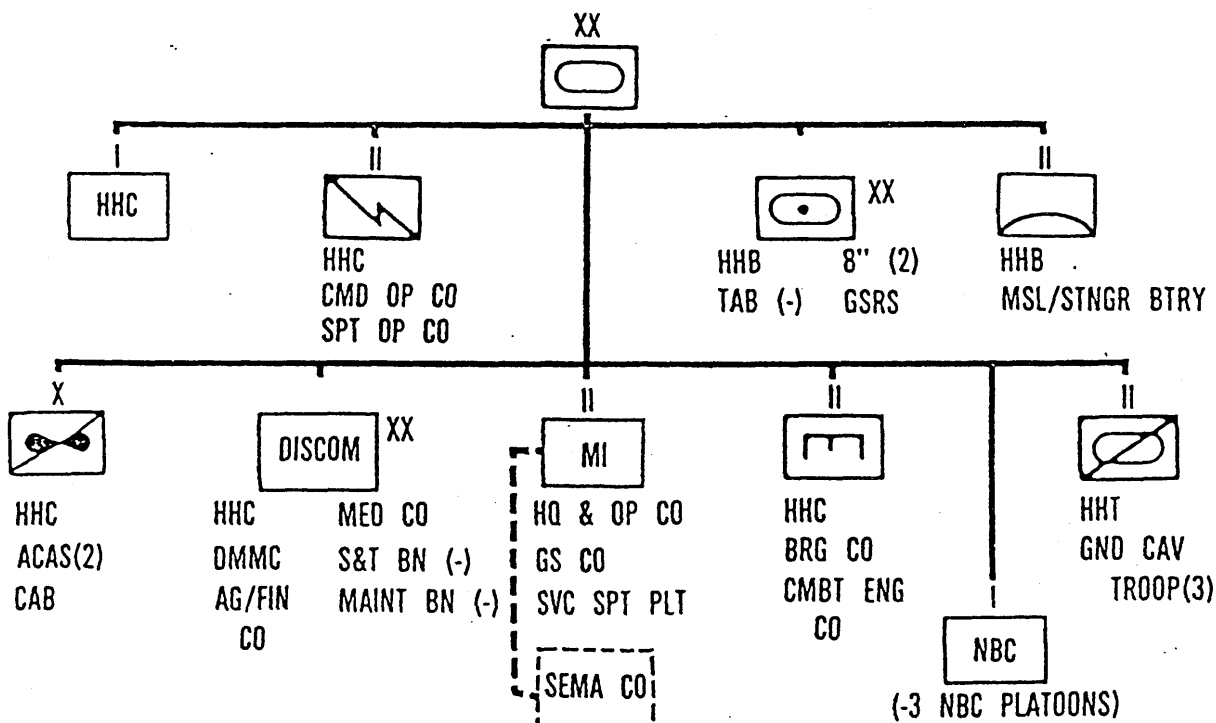 XX
I
HHC
II
HHC
CMD OP CO
SPT OP CO
XX
HHB 8" (2)
TAB (-) GSRS
II
HHB
MSL/STNGR BTRY
X
HHC
ACAS(2)
CAB
DISCOM XX
HHC MED CO
DMMC S&T BN (-)
AG/FIN MAINT BN (-)
CO
II
MI
HQ & OP CO
GS CO
SVC SPT PLT
SEMA CO
II
HHC
BRG CO
CMBT ENG
CO
I
NBC
(-3 NBC PLATOONS)
II
HHT
GND CAV
TROOP(3)